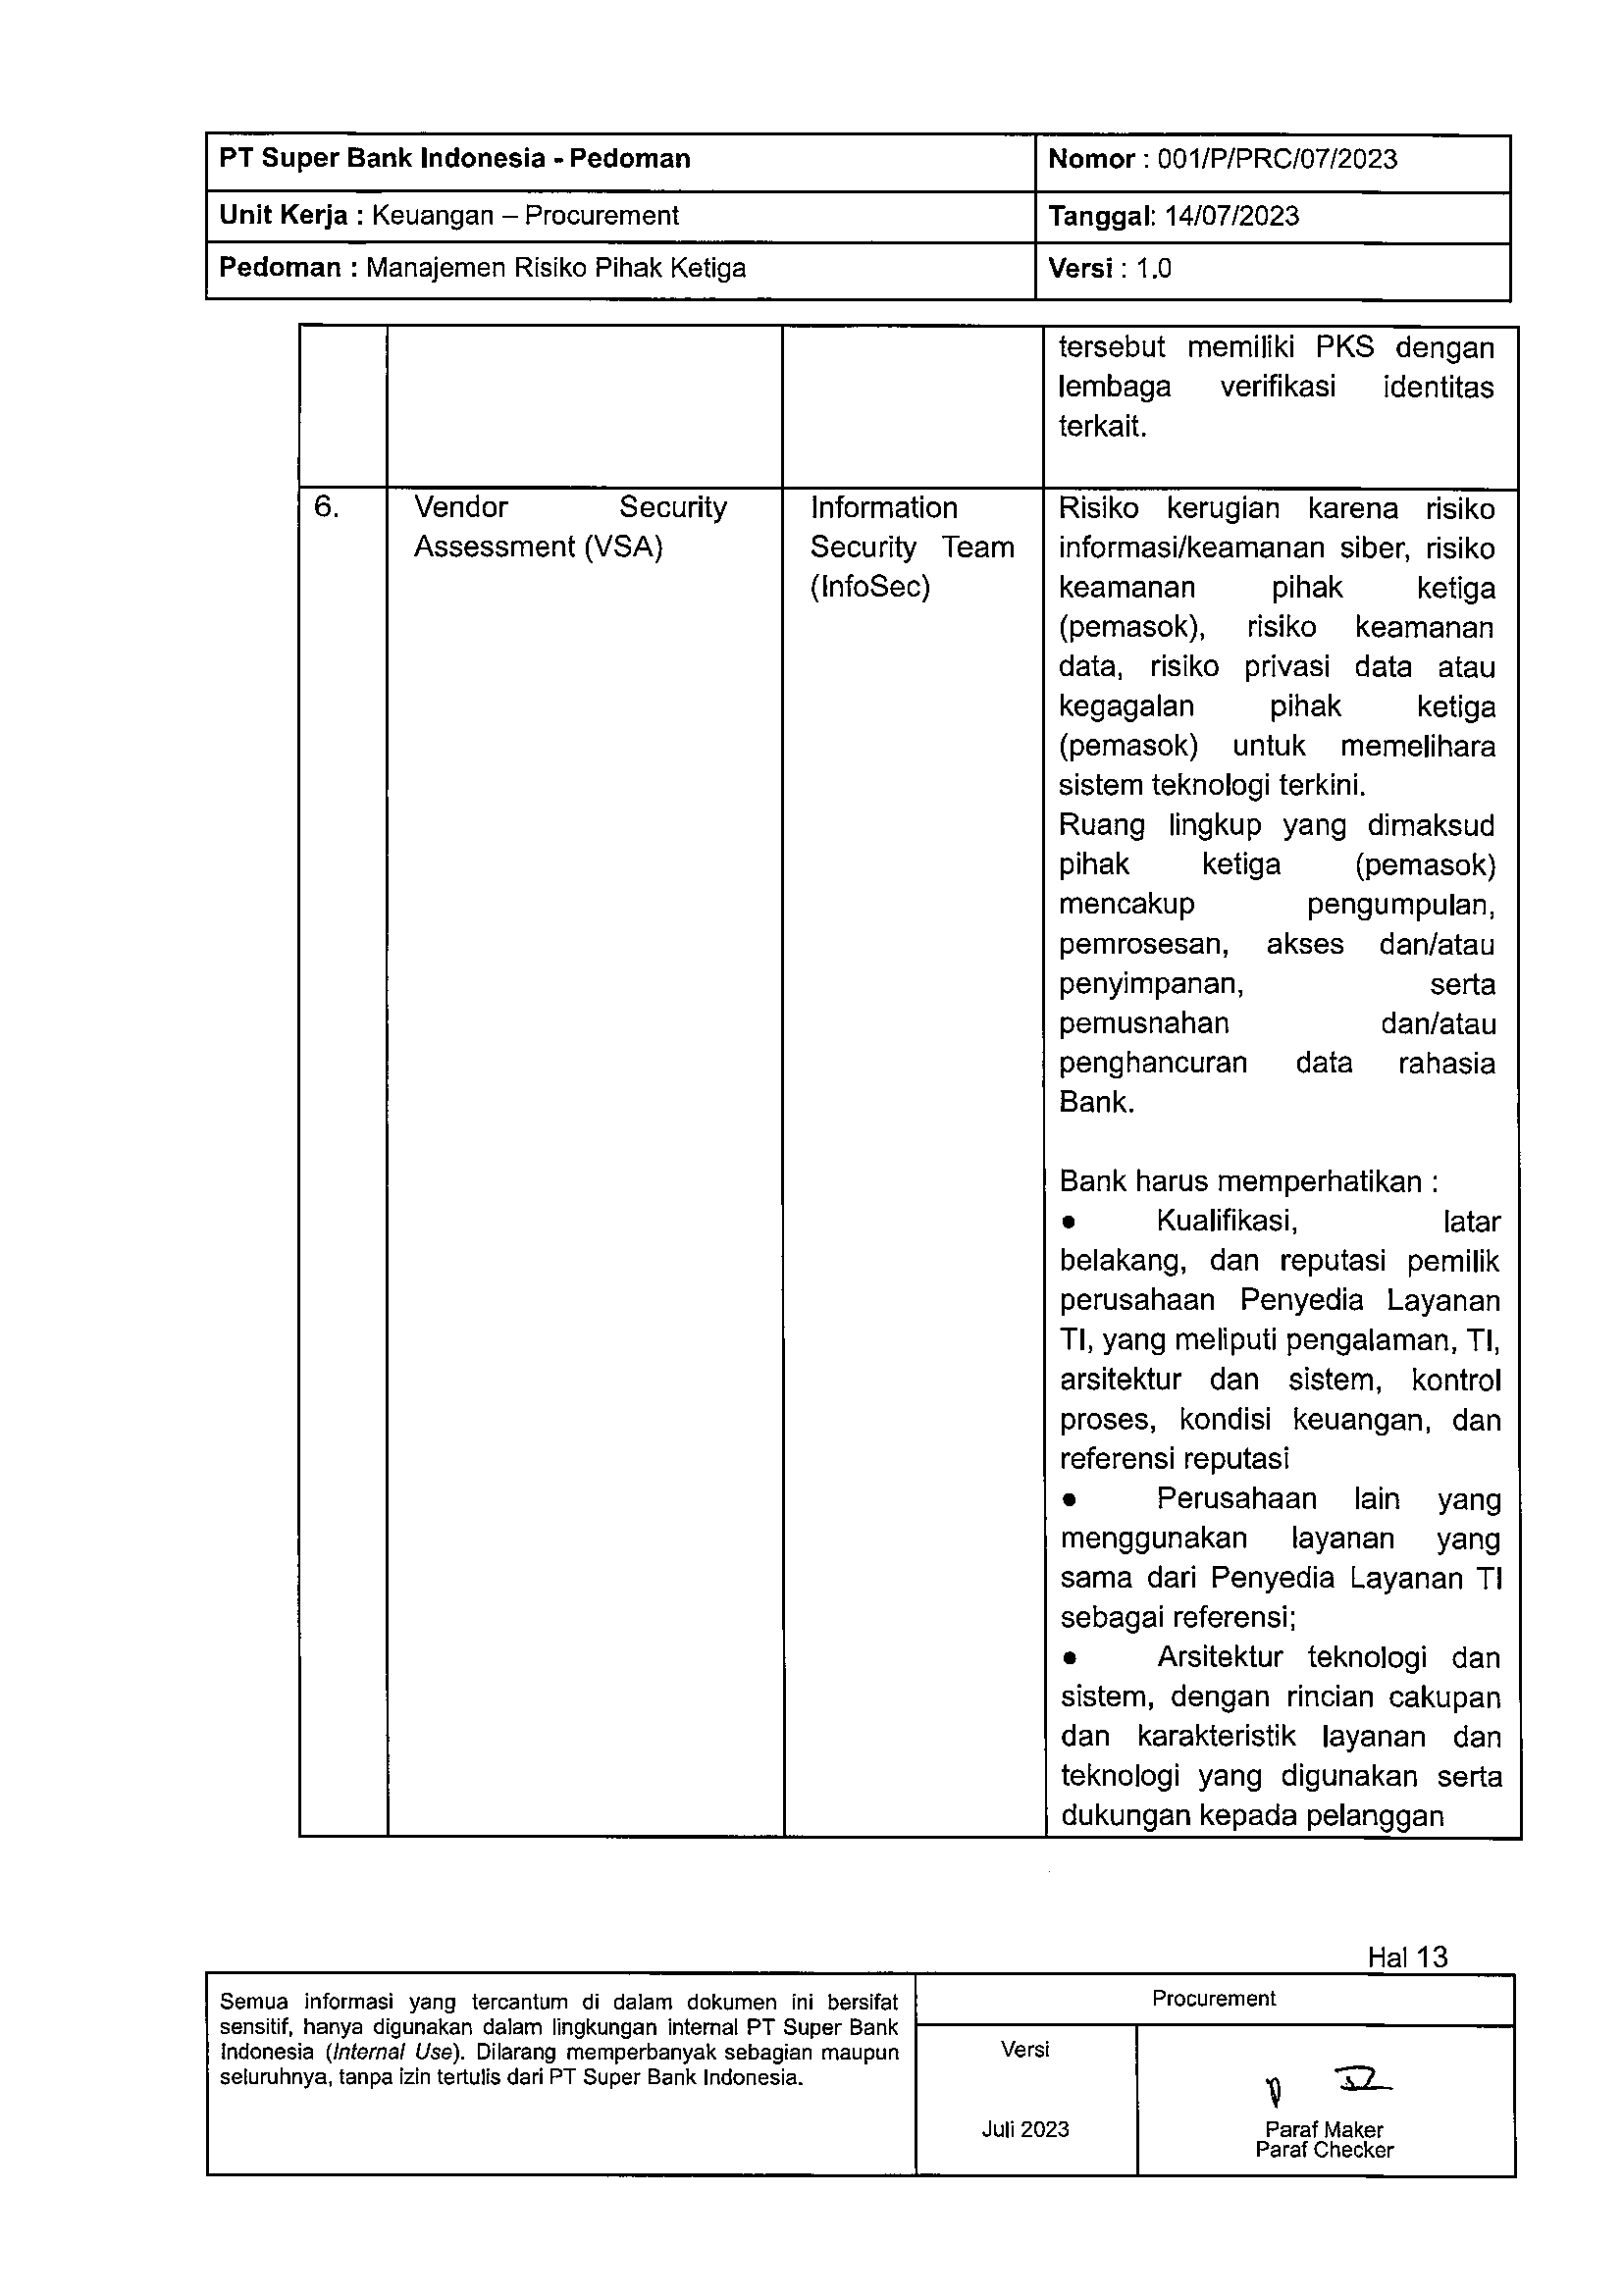 PT Super Bank Indonesia - Pedoman
Nomor : 001/P/PRC/07/2023
Unit Kerja : Keuangan – Procurement
Tanggal: 14/07/2023
Pedoman : Manajemen Risiko Pihak Ketiga
Versi : 1.0
tersebut memiliki PKS dengan
lembaga verifikasi identitas
terkait.
6.
Vendor Security
Assessment (VSA)
Information
Security Team
(InfoSec)
Risiko kerugian karena risiko
informasi/keamanan siber, risiko
keamanan pihak ketiga
(pemasok), risiko keamanan
data, risiko privasi data atau
kegagalan pihak ketiga
(pemasok) untuk memelihara
sistem teknologi terkini.
Ruang lingkup yang dimaksud
pihak ketiga (pemasok)
mencakup pengumpulan,
pemrosesan, akses dan/atau
penyimpanan, serta
pemusnahan dan/atau
penghancuran data rahasia
Bank.
Bank harus memperhatikan :
• Kualifikasi, latar
belakang, dan reputasi pemilik
perusahaan Penyedia Layanan
TI, yang meliputi pengalaman, TI,
arsitektur dan sistem, kontrol
proses, kondisi keuangan, dan
referensi reputasi
• Perusahaan lain yang
menggunakan layanan yang
sama dari Penyedia Layanan TI
sebagai referensi;
• Arsitektur teknologi dan
sistem, dengan rincian cakupan
dan karakteristik layanan dan
teknologi yang digunakan serta
dukungan kepada pelanggan
Hal 13
Semua informasi yang tercantum di dalam dokumen ini bersifat
sensitif, hanya digunakan dalam lingkungan internal PT Super Bank
Indonesia (Internal Use). Dilarang memperbanyak sebagian maupun
seluruhnya, tanpa izin tertulis dari PT Super Bank Indonesia.
Procurement
Versi
Juli 2023
Paraf Maker
Paraf Checker